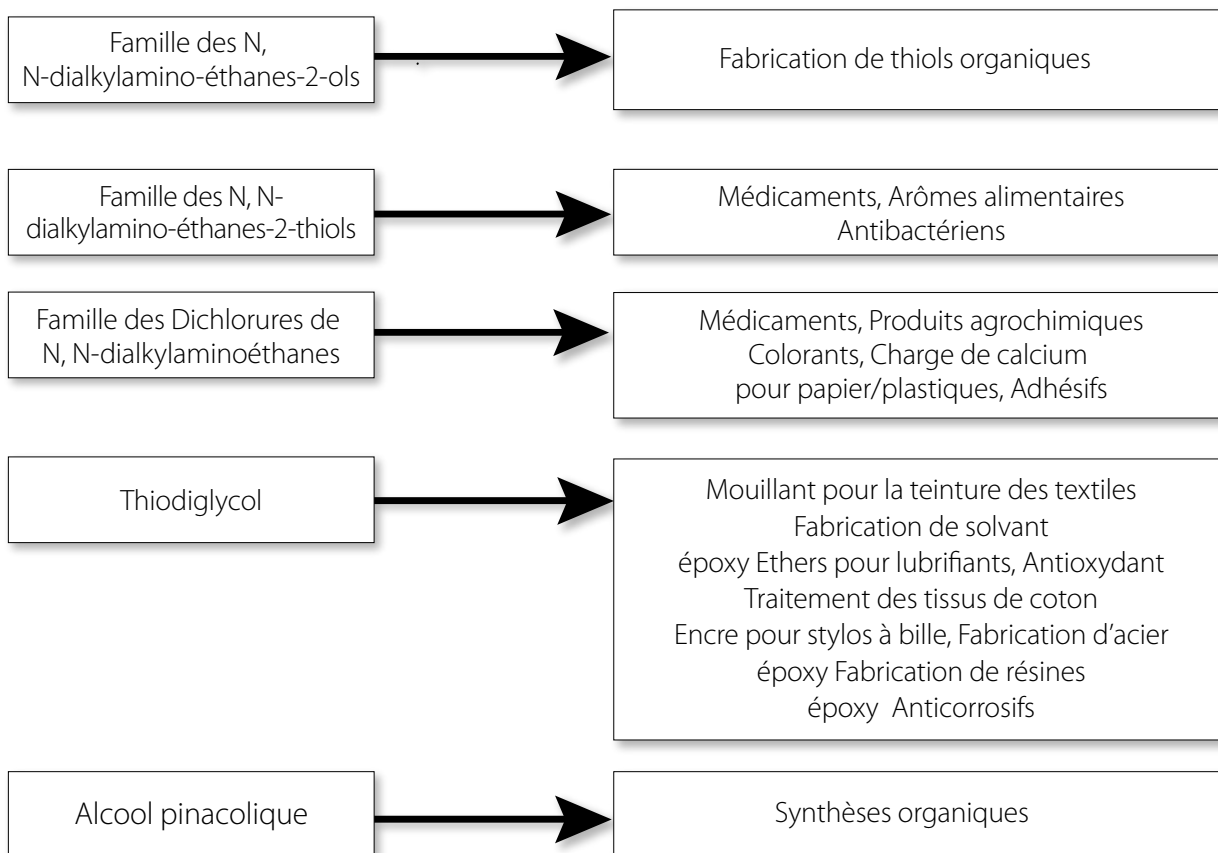 Famille des N,
N-dialkylamino-éthanes-2-ols
Fabrication de thiols organiques
Famille des N, N-
dialkylamino-éthanes-2-thiols
Médicaments, Arômes alimentaires
Antibactériens
Famille des Dichlorures de
N, N-dialkylaminoéthanes
Médicaments, Produits agrochimiques
Colorants, Charge de calcium
pour papier/plastiques, Adhésifs
Thiodiglycol
Mouillant pour la teinture des textiles
Fabrication de solvant
époxy Ethers pour lubrifiants, Antioxydant
Traitement des tissus de coton
Encre pour stylos à bille, Fabrication d’acier
époxy Fabrication de résines
époxy Anticorrosifs
Alcool pinacolique
Synthèses organiques